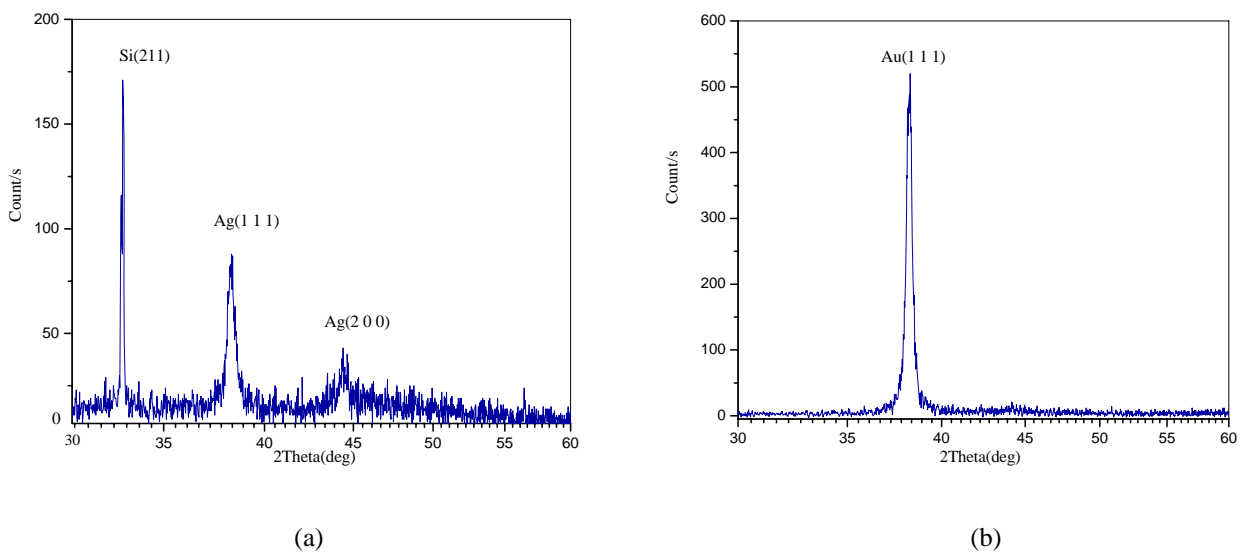 200
150
100
50
0
Count/s
Si(211)
Ag(1 1 1)
Ag(2 0 0)
30 35 40 45 50 55 60
2Theta(deg)
(a)
600
500
400
300
200
100
0
Count/s
Au(1 1 1)
30 35 40 45 50 55 60
2Theta(deg)
(b)